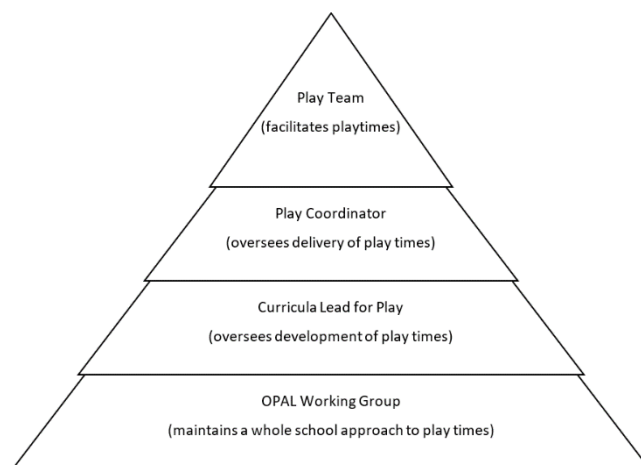 Play Team
(facilitates playtimes)
Play Coordinator
(oversees delivery of play times)
Curricula Lead for Play
(oversees development of play times)
OPAL Working Group
(maintains a whole school approach to play times)